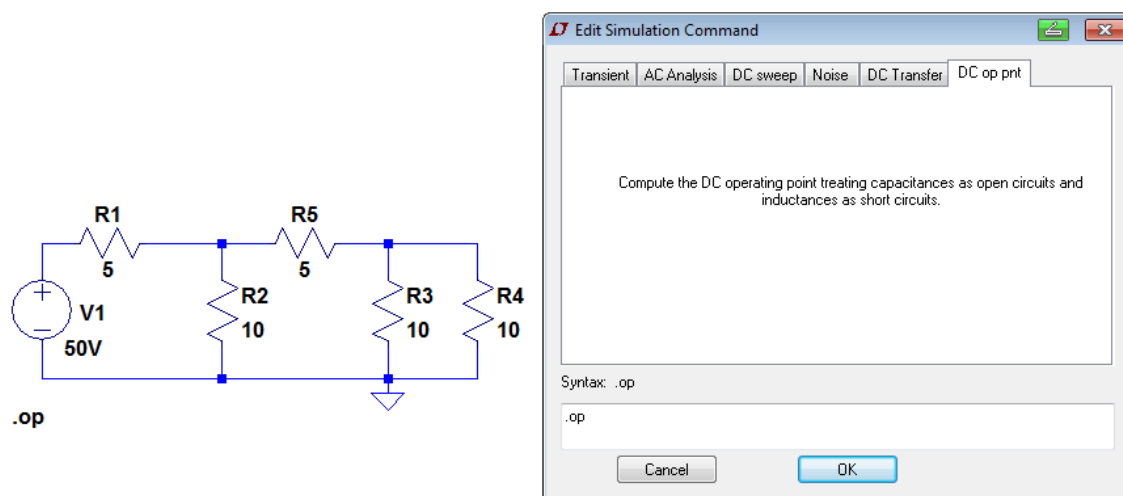 R1
5
R5
5
R2
10
R3
10
R4
10
+
−
V1
50V
.op
Edit Simulation Command
Transient
AC Analysis
DC sweep
Noise
DC Transfer
DC op pnt
Compute the DC operating point treating capacitances as open circuits and
inductances as short circuits.
Syntax: .op
.op
Cancel
OK